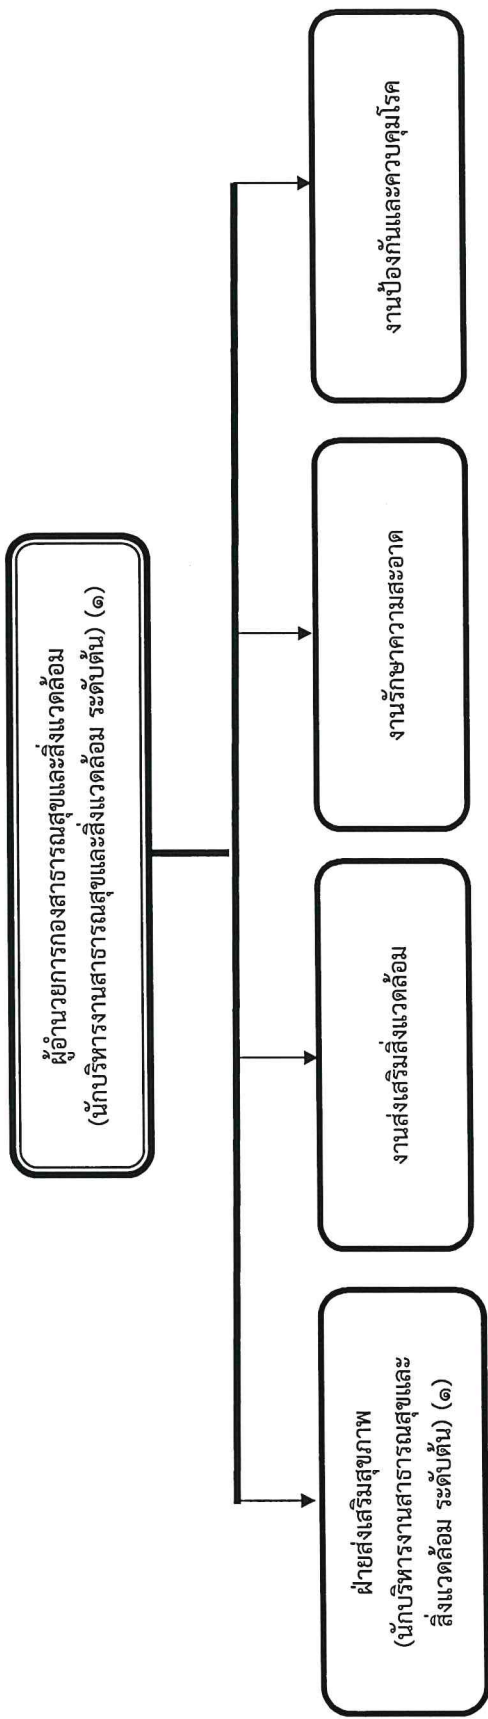 ผู้อำนวยการกองสาธารณสุขและสิ่งแวดล้อม
(นักบริหารงานสาธารณสุขและสิ่งแวดล้อม ระดับต้น) (๑)
ฝ่ายส่งเสริมสุขภาพ
(นักบริหารงานสาธารณสุขและ
สิ่งแวดล้อม ระดับต้น) (๑)
งานส่งเสริมสิ่งแวดล้อม
งานรักษาความสะอาด
งานป้องกันและควบคุมโรค